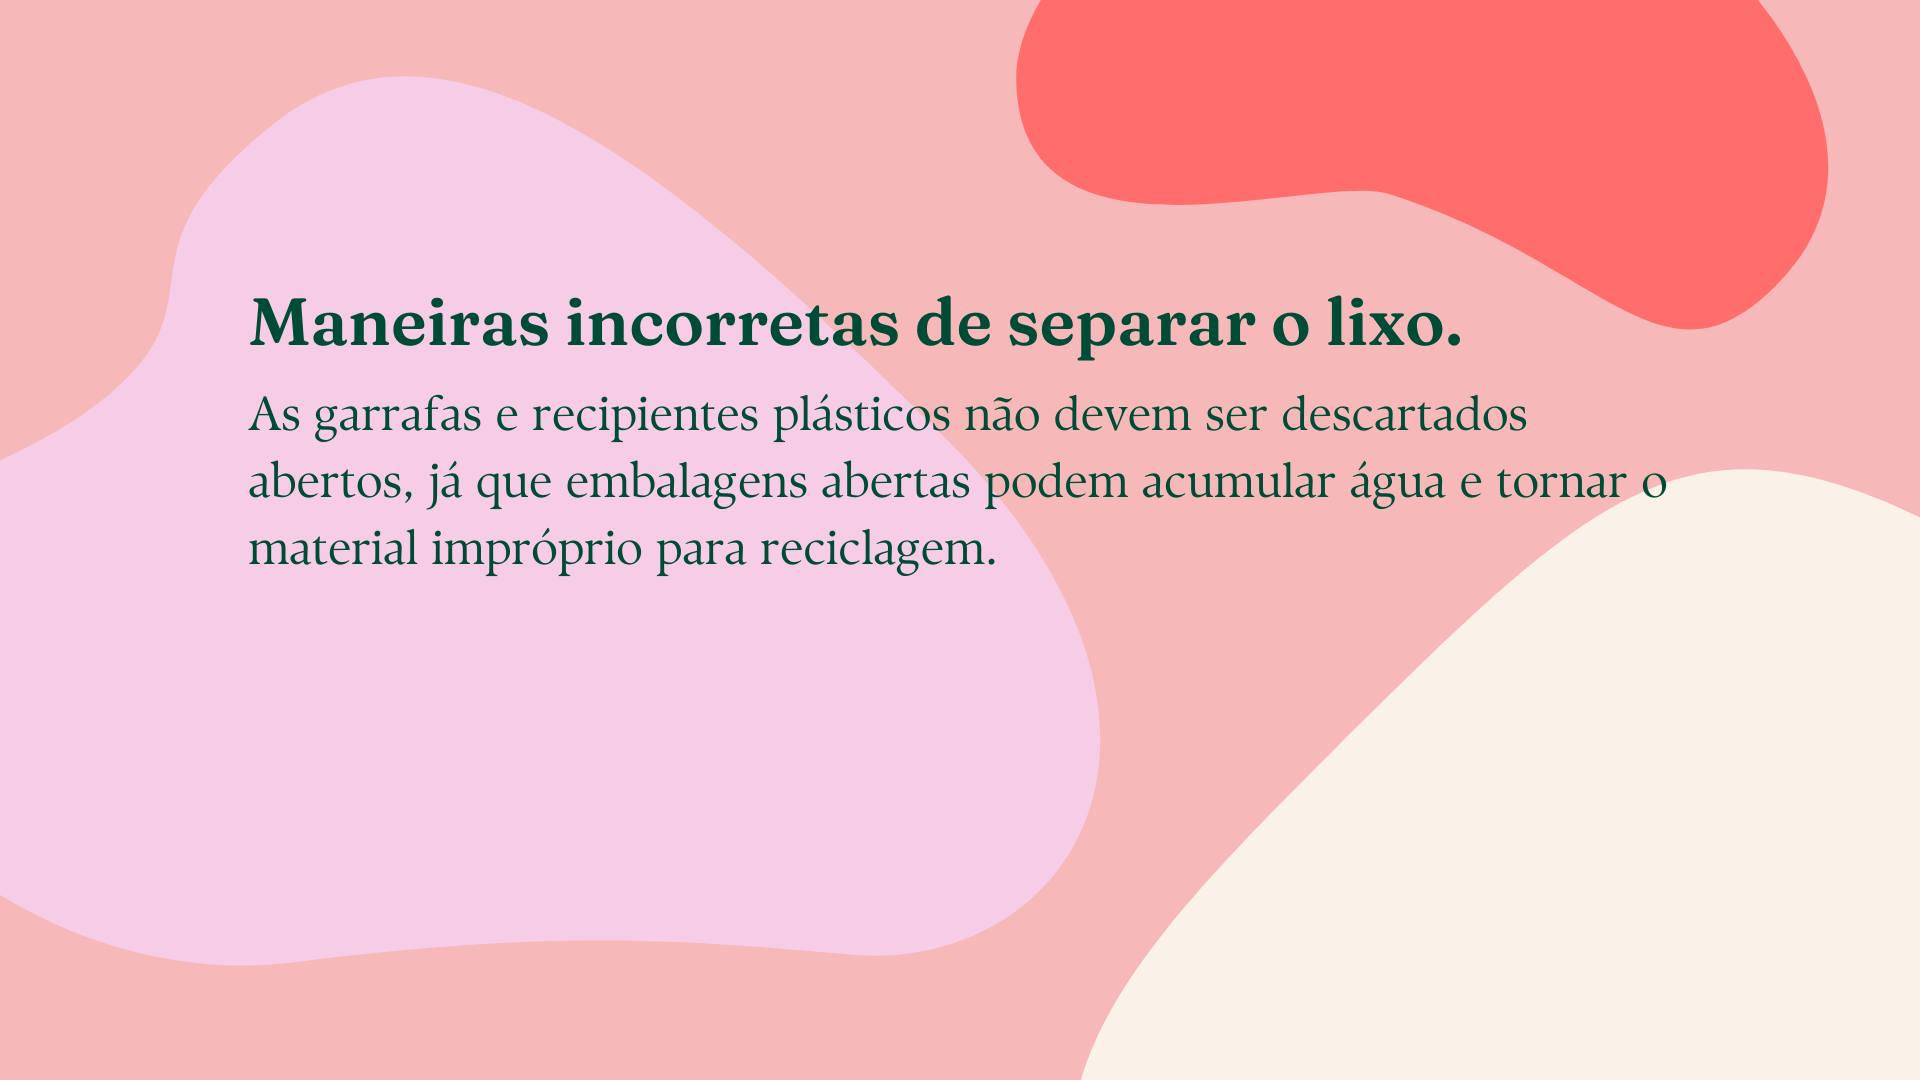 Maneiras incorretas de separar o lixo.
As garrafas e recipientes plásticos não devem ser descartados
abertos, já que embalagens abertas podem acumular água e tornar o
material impróprio para reciclagem.